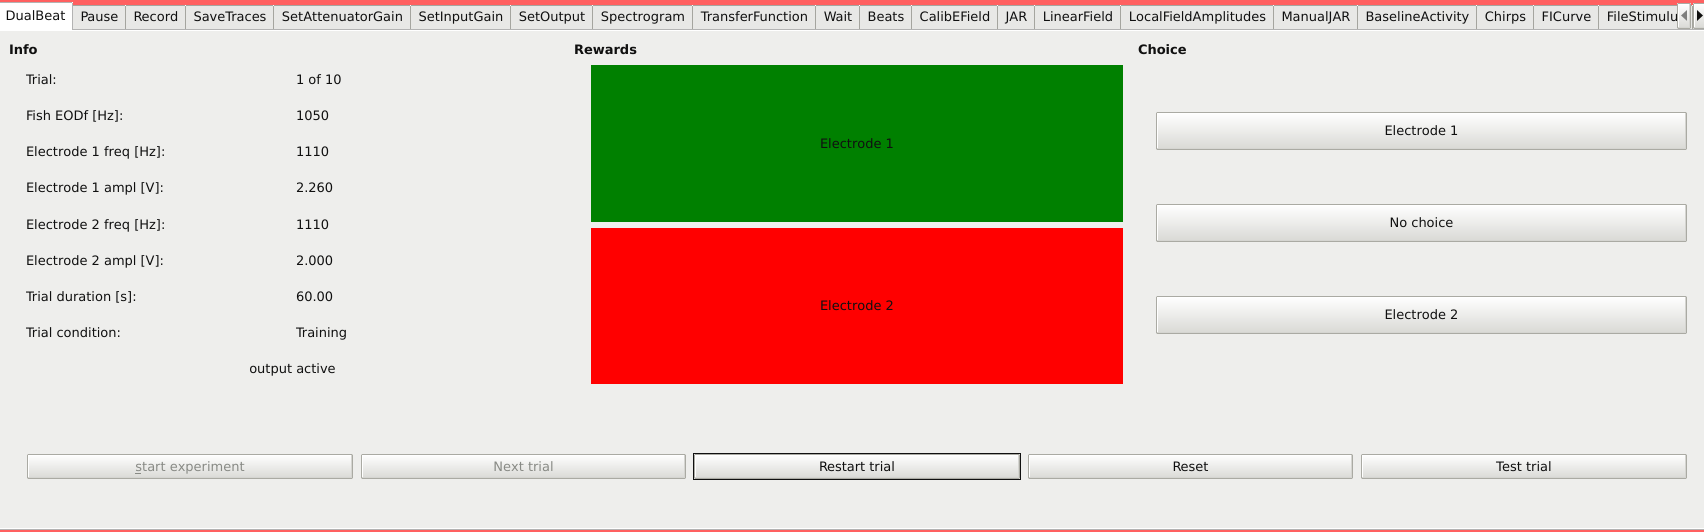 DualBeat Pause Record SaveTraces SetAttenuatorGain SetInputGain SetOutput Spectrogram TransferFunction Wait Beats CalibEField JAR LinearField LocalFieldAmplitudes ManualJAR BaselineActivity Chirps FICurve FileStimulu
Info Rewards Choice
Trial: 1 of 10
Fish EODf [Hz]: 1050
Electrode 1 freq [Hz]: 1110
Electrode 1 ampl [V]: 2.260
Electrode 2 freq [Hz]: 1110
Electrode 2 ampl [V]: 2.000
Trial duration [s]: 60.00
Trial condition: Training
output active
Electrode 1
Electrode 2
Electrode 1
No choice
Electrode 2
start experiment Next trial Restart trial Reset Test trial